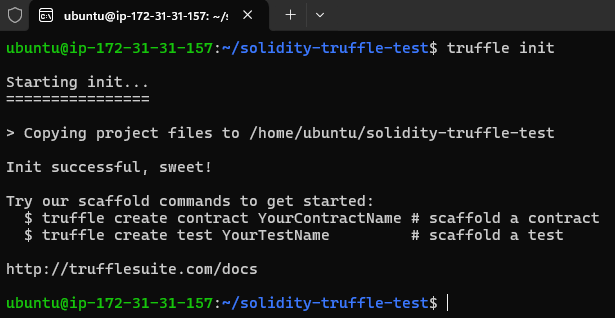 ubuntu@ip-172-31-31-157: ~/s
ubuntu@ip-172-31-31-157:~/solidity-truffle-test$ truffle init
Starting init...
================
> Copying project files to /home/ubuntu/solidity-truffle-test
Init successful, sweet!
Try our scaffold commands to get started:
  $ truffle create contract YourContractName # scaffold a contract
  $ truffle create test YourTestName         # scaffold a test
http://trufflesuite.com/docs
ubuntu@ip-172-31-31-157:~/solidity-truffle-test$